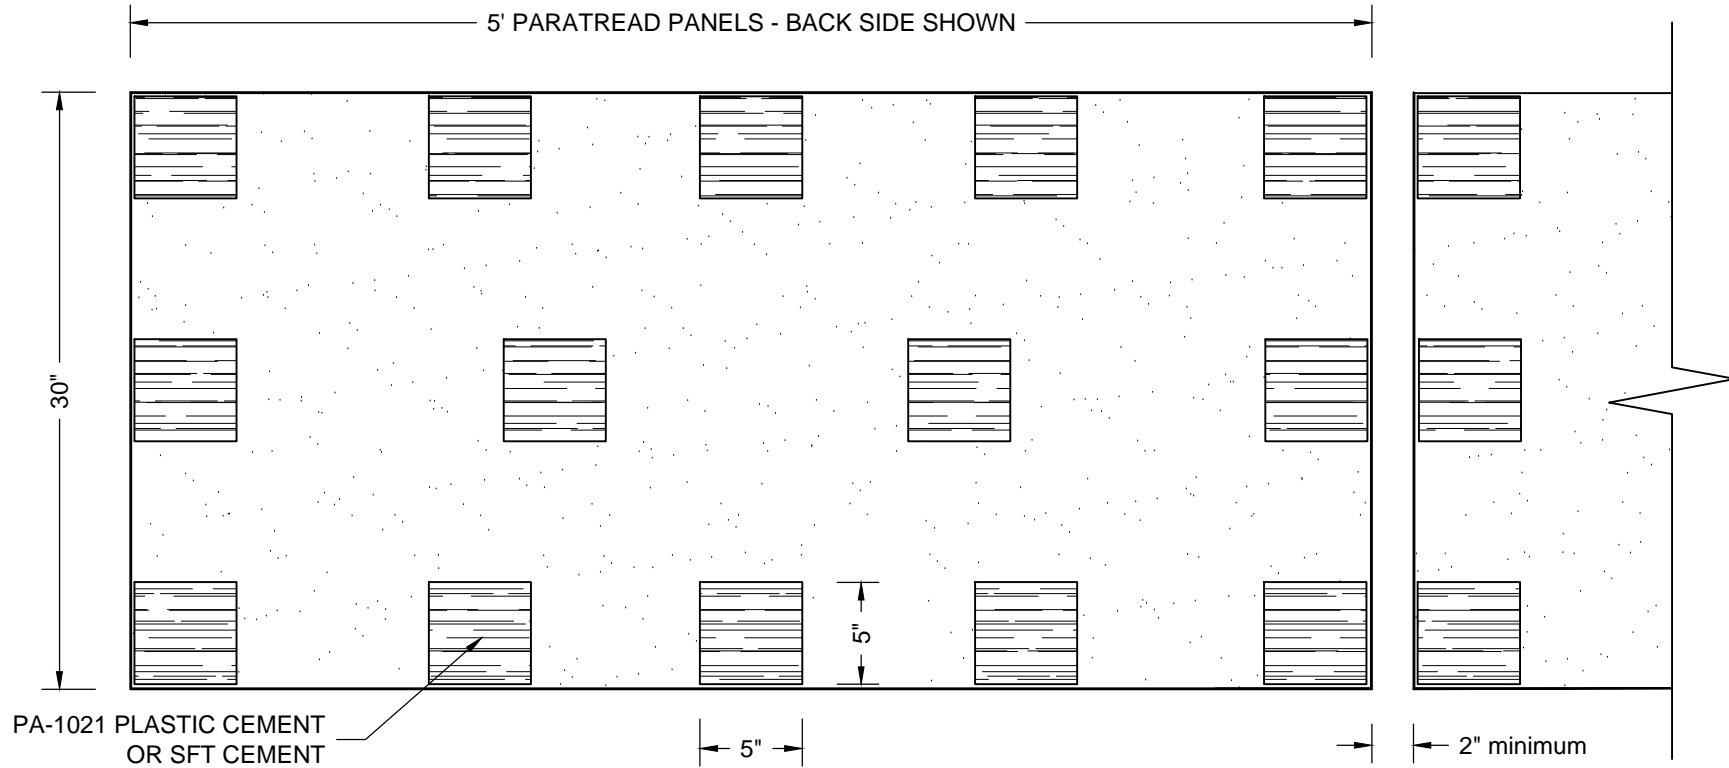 5' PARATREAD PANELS - BACK SIDE SHOWN
30"
5"
PA-1021 PLASTIC CEMENT
OR SFT CEMENT
5"
2" minimum